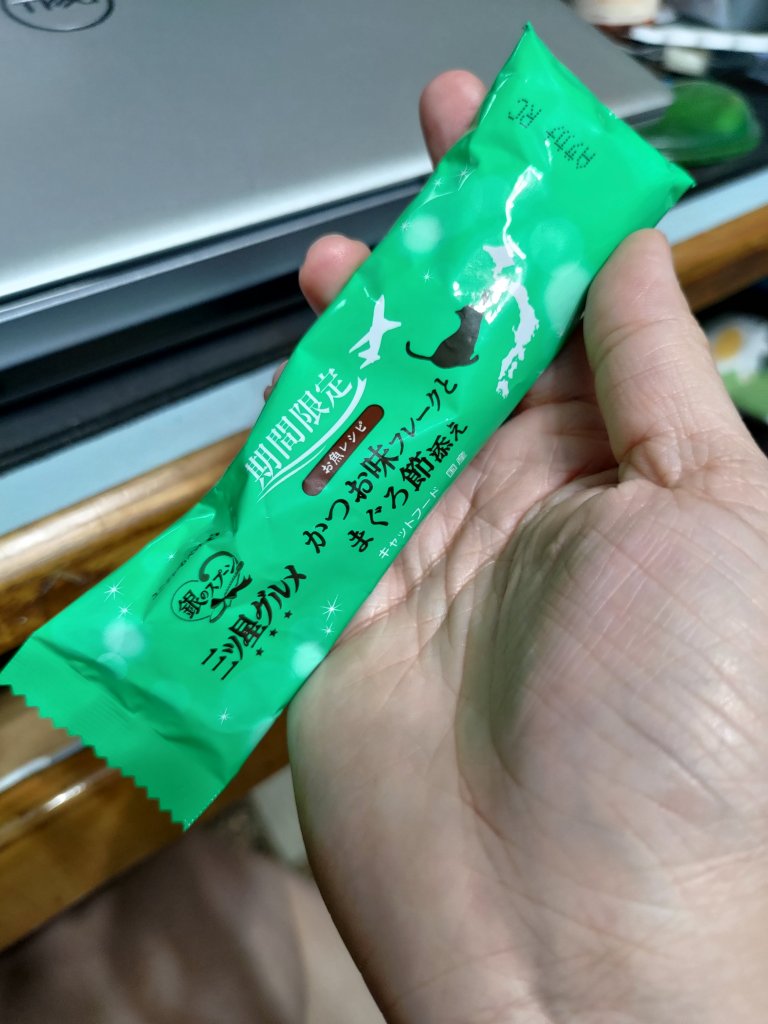 期間限定
お魚レシピ
かつお味フレークと
まぐろ節添え
キャットフード 国産
銀のスプーン
三ツ星グルメ